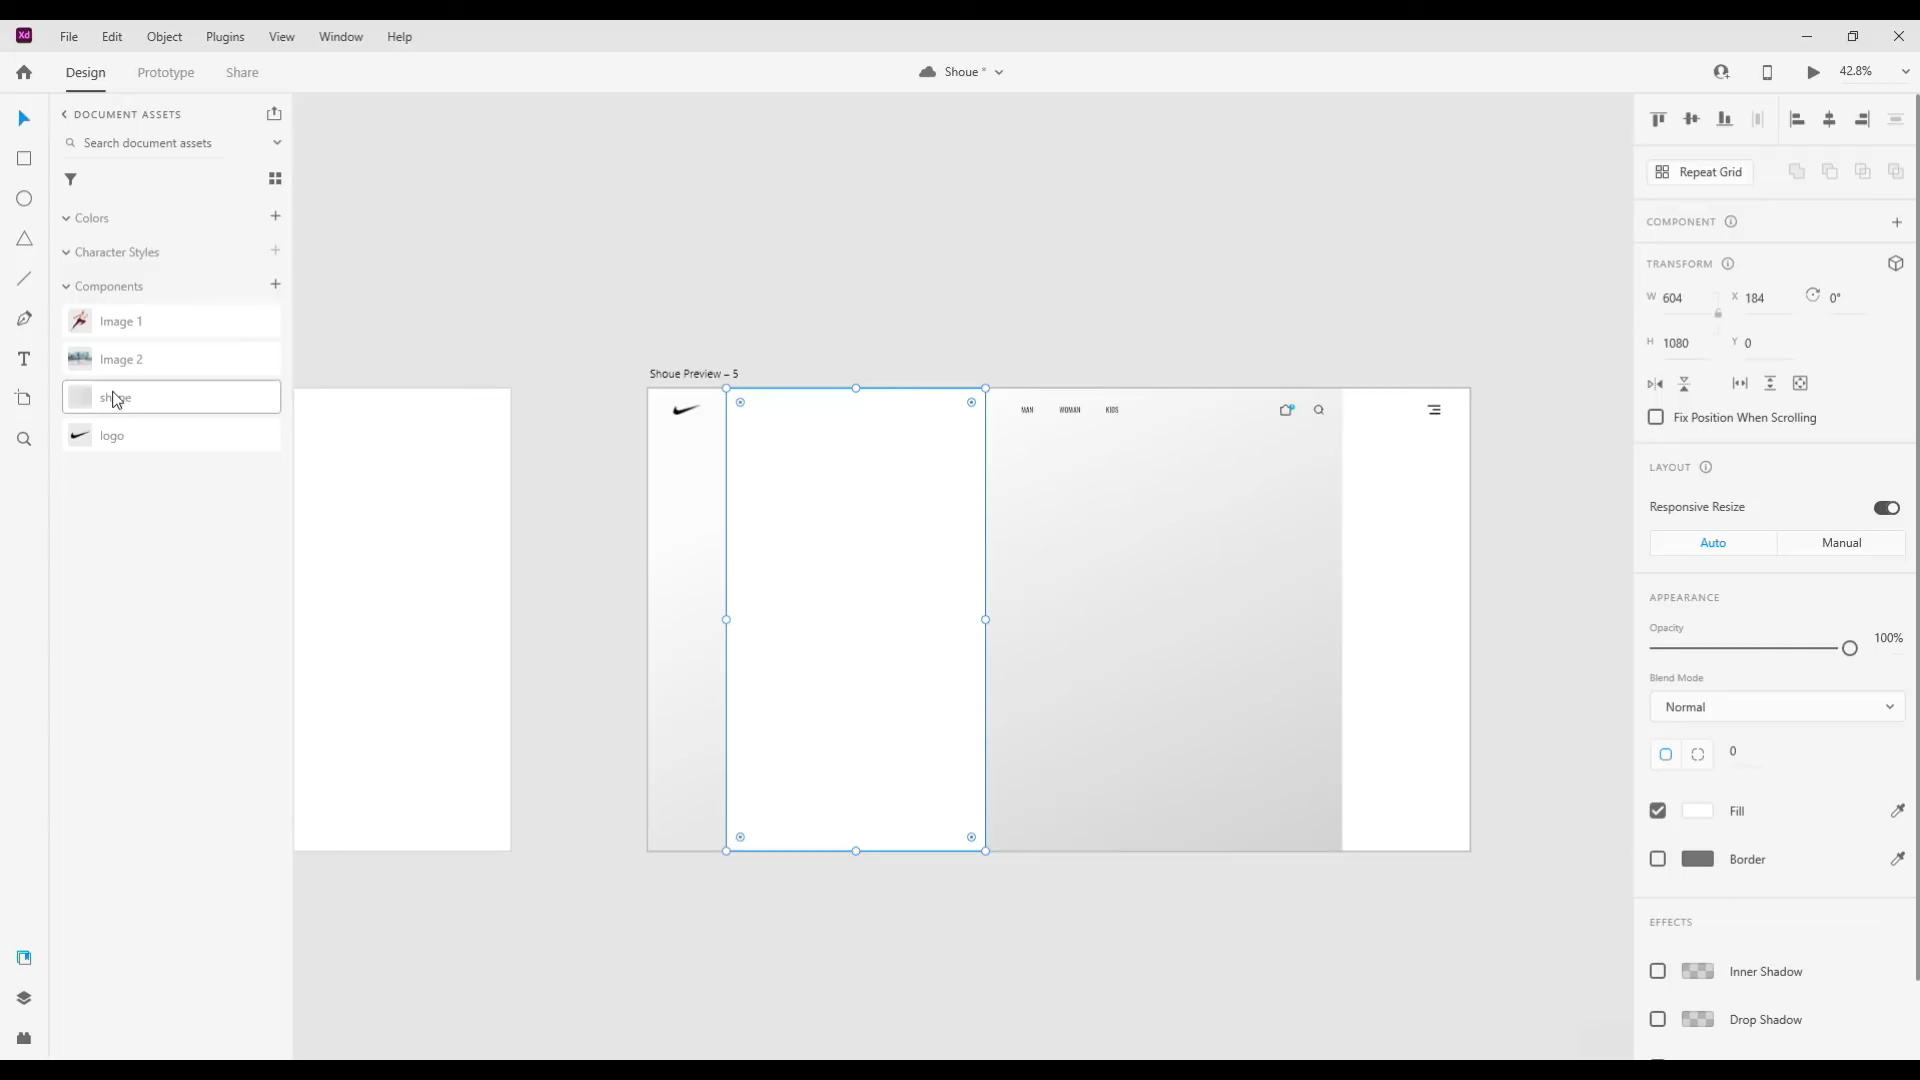 Xd File Edit Object Plugins View Window Help
Design Prototype Share Shoue * 42.8%
DOCUMENT ASSETS
Search document assets
Colors
Character Styles
Components
Image 1
Image 2
logo
Shoue Preview – 5
MAN WOMAN KIDS
Repeat Grid
COMPONENT
TRANSFORM
W 604 X 184 0°
H 1080 Y 0
Fix Position When Scrolling
LAYOUT
Responsive Resize
Auto Manual
APPEARANCE
Opacity
100%
Blend Mode
Normal
0
Fill
Border
EFFECTS
Inner Shadow
Drop Shadow